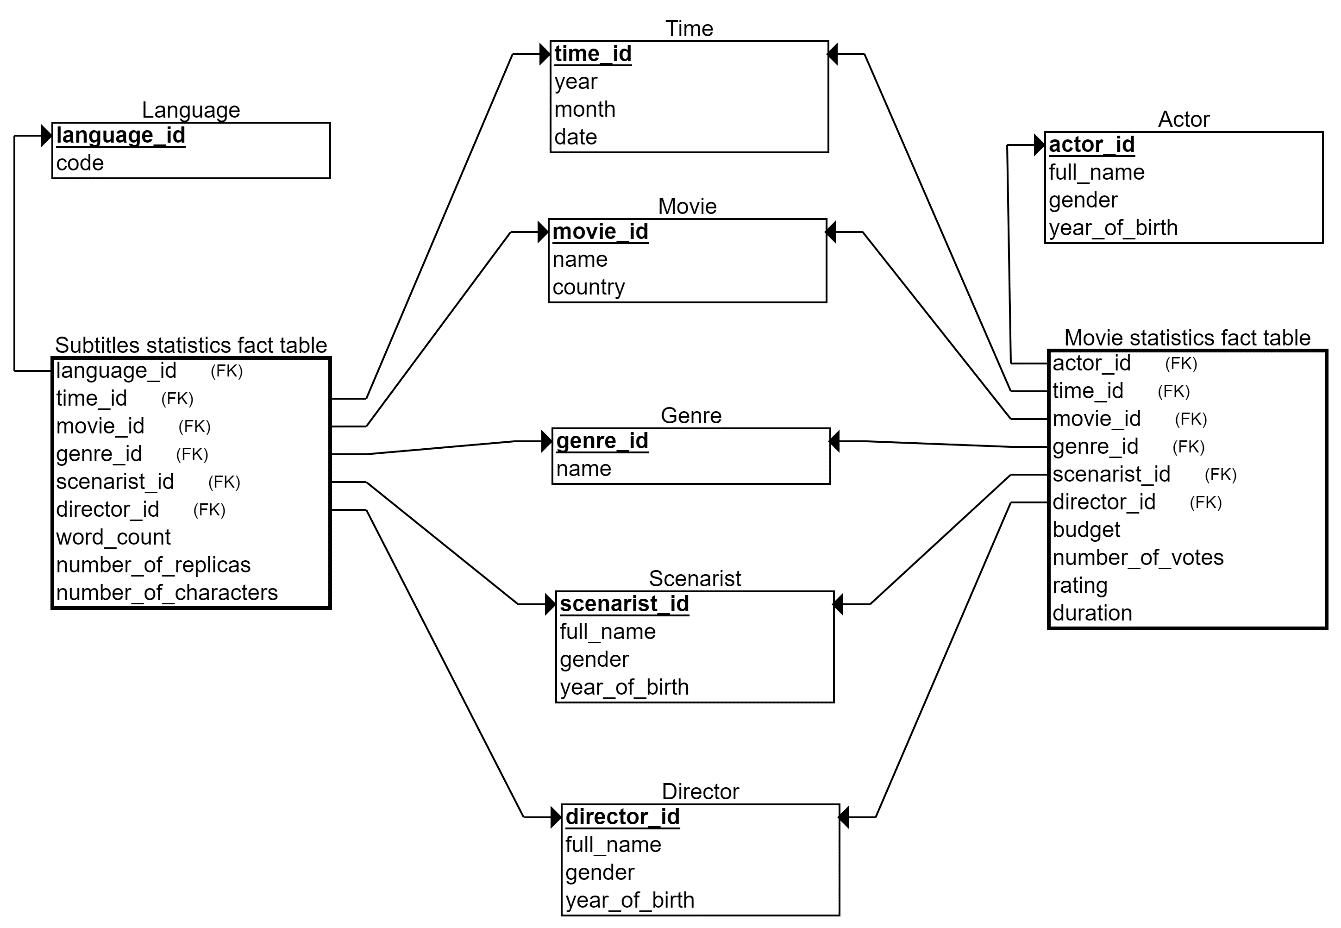 Time
time_id
year
month
date
Language
language_id
code
Actor
actor_id
full_name
gender
year_of_birth
Movie
movie_id
name
country
Subtitles statistics fact table
language_id (FK)
time_id (FK)
movie_id (FK)
genre_id (FK)
scenarist_id (FK)
director_id (FK)
word_count
number_of_replicas
number_of_characters
Movie statistics fact table
actor_id (FK)
time_id (FK)
movie_id (FK)
genre_id (FK)
scenarist_id (FK)
director_id (FK)
budget
number_of_votes
rating
duration
Genre
genre_id
name
Scenarist
scenarist_id
full_name
gender
year_of_birth
Director
director_id
full_name
gender
year_of_birth